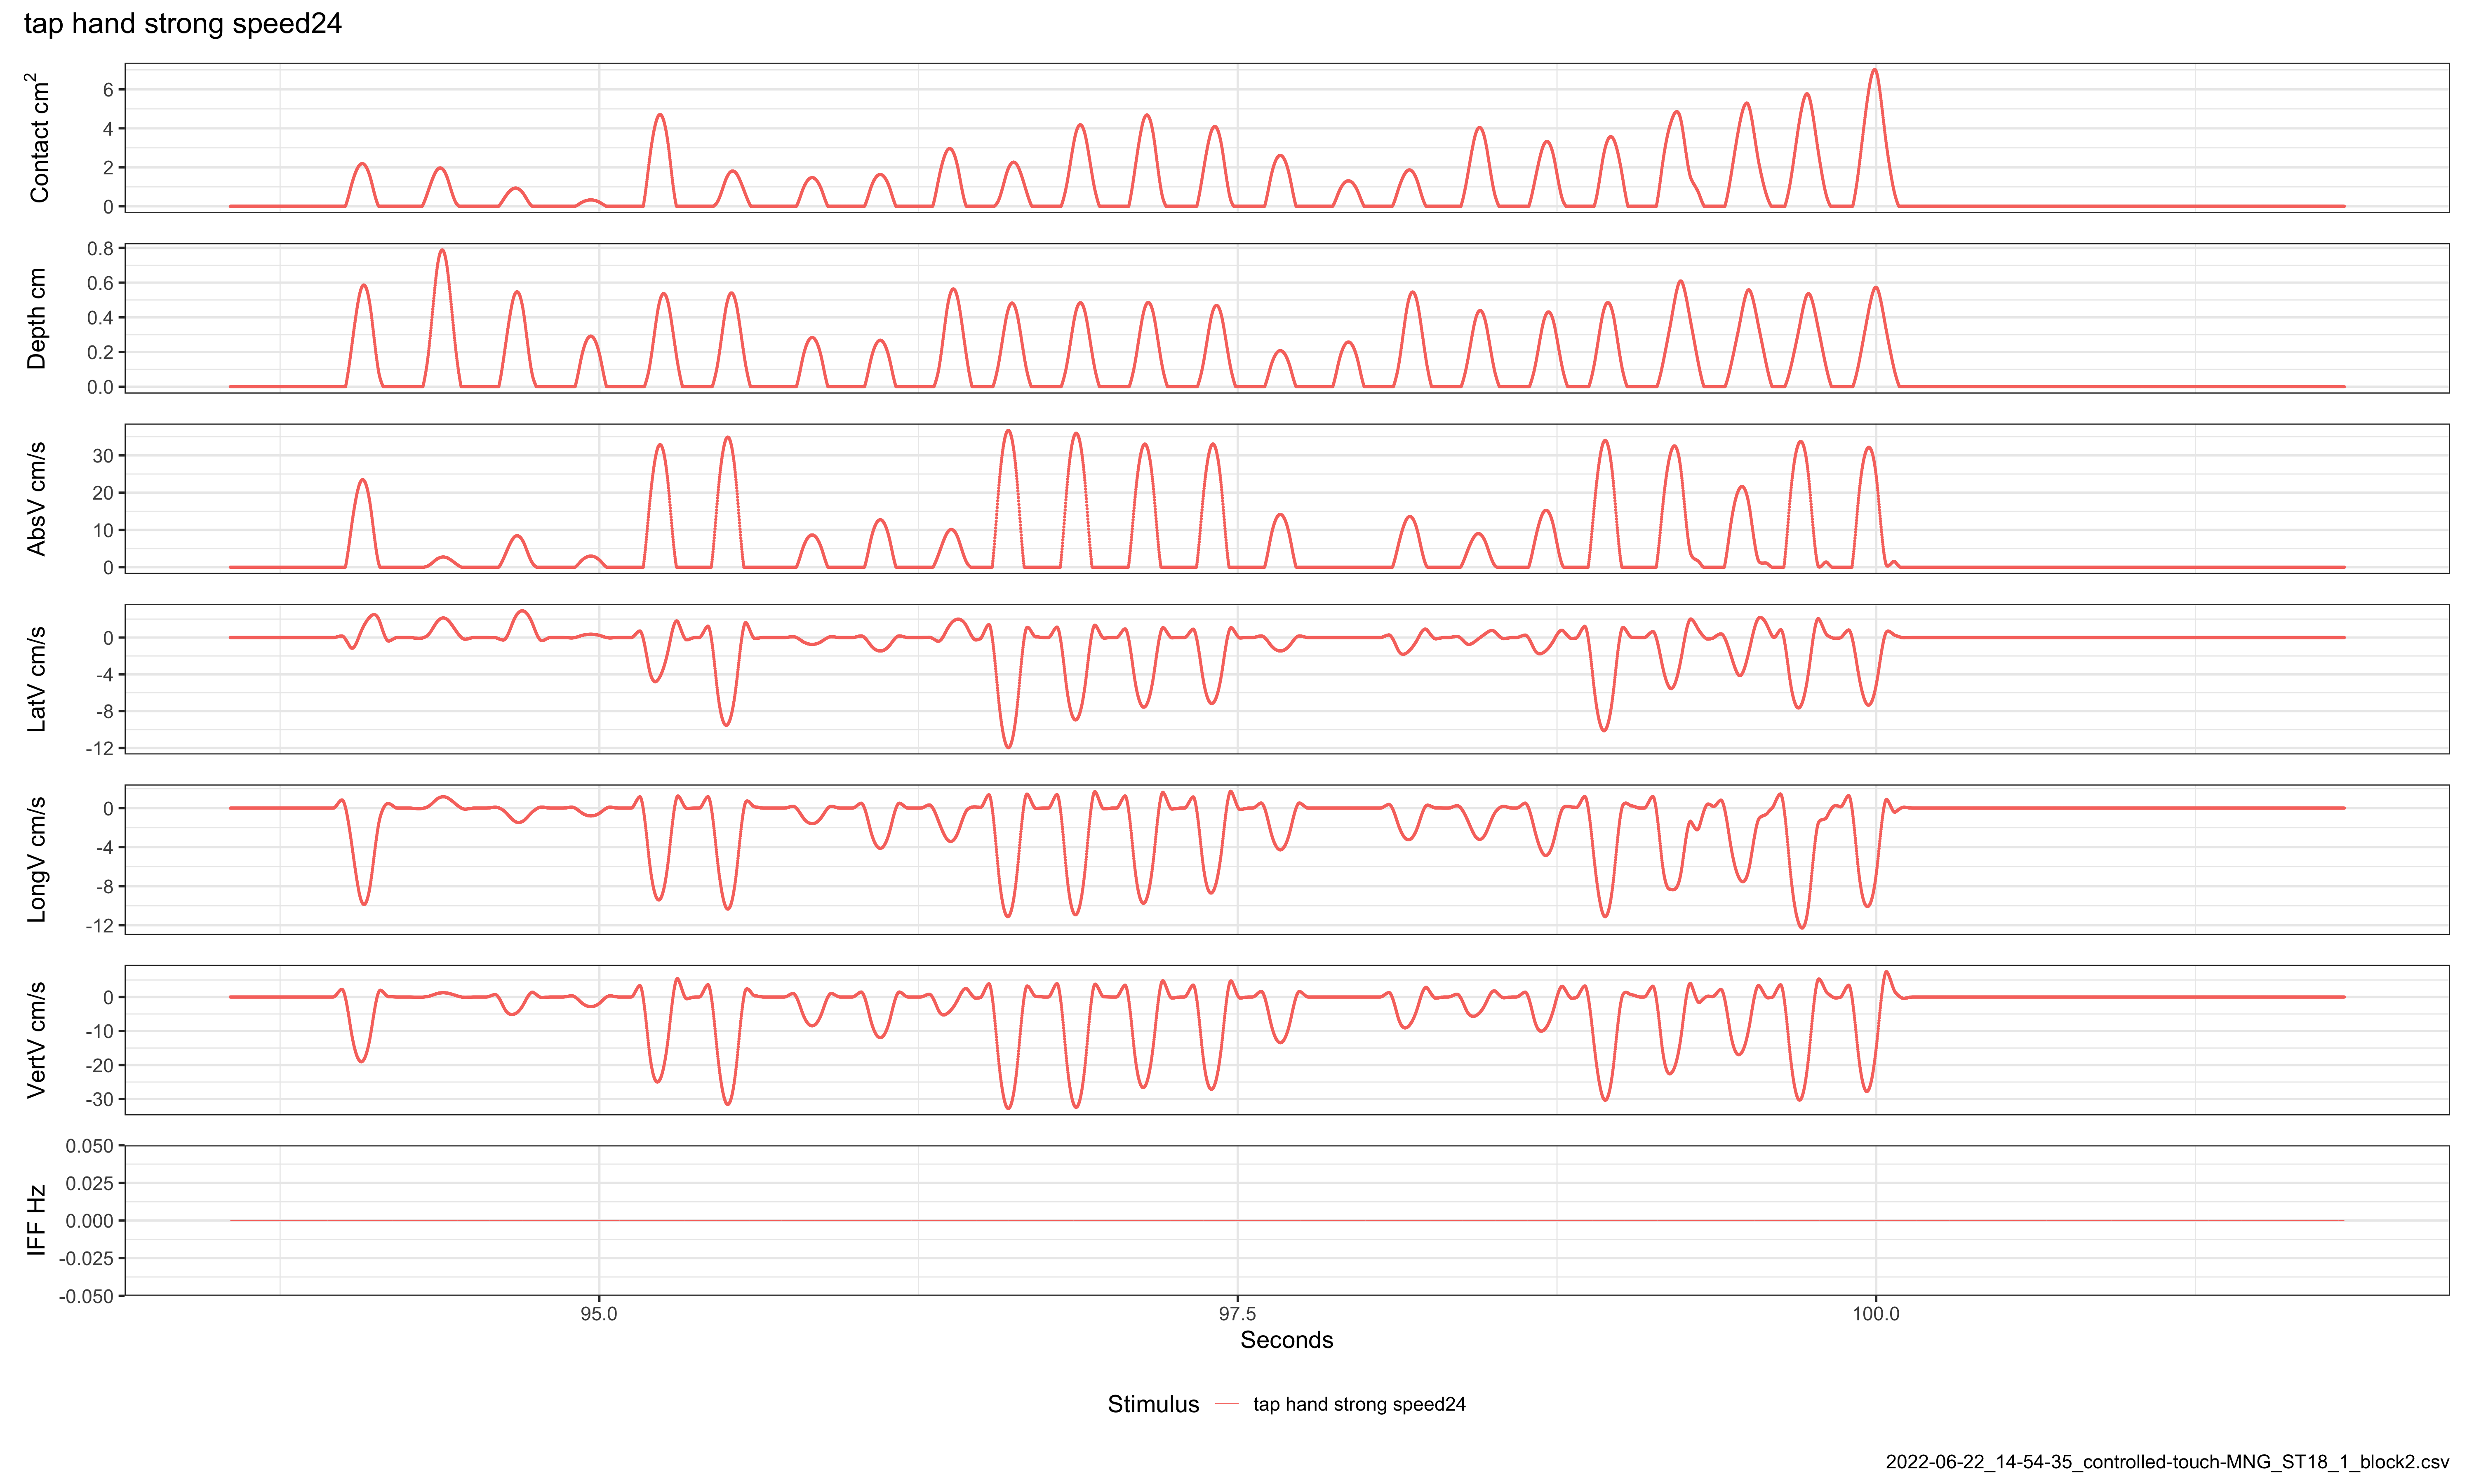 tap hand strong speed24
Contact cm²
6
4
2
0
Depth cm
0.8
0.6
0.4
0.2
0.0
AbsV cm/s
30
20
10
0
LatV cm/s
0
-4
-8
-12
LongV cm/s
0
-4
-8
-12
VertV cm/s
0
-10
-20
-30
IFF Hz
0.050
0.025
0.000
-0.025
-0.050
95.0 97.5 100.0
Seconds
Stimulus tap hand strong speed24
2022-06-22_14-54-35_controlled-touch-MNG_ST18_1_block2.csv